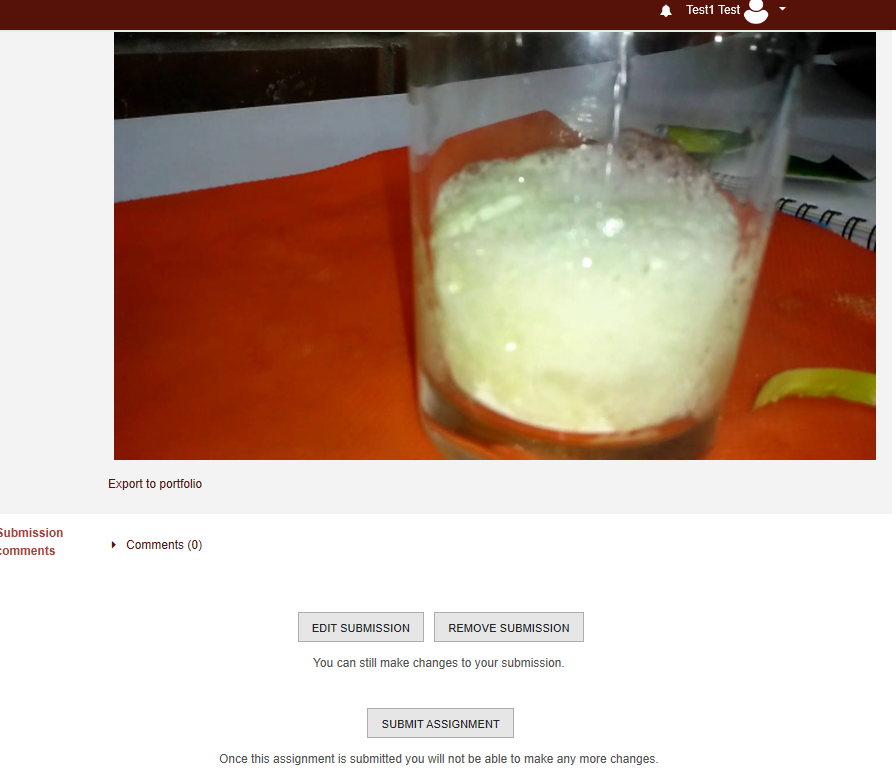 Test1 Test
Export to portfolio
Submission
comments
Comments (0)
EDIT SUBMISSION REMOVE SUBMISSION
You can still make changes to your submission.
SUBMIT ASSIGNMENT
Once this assignment is submitted you will not be able to make any more changes.